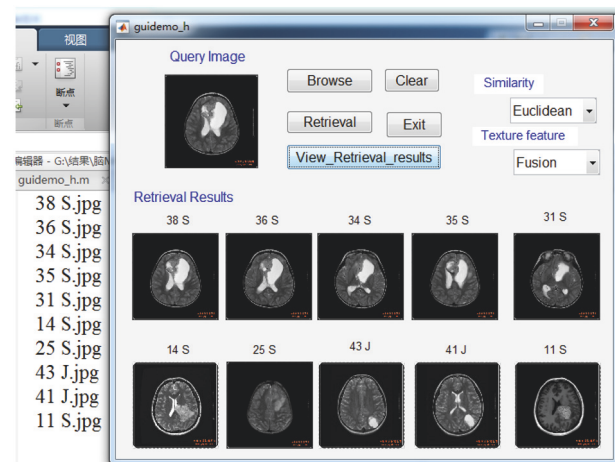 视图
断点
断点
编辑器 - G:\结果\脑
guidemo_h.m
38 S.jpg
36 S.jpg
34 S.jpg
35 S.jpg
31 S.jpg
14 S.jpg
25 S.jpg
43 J.jpg
41 J.jpg
11 S.jpg
guidemo_h
Query Image
Browse
Clear
Similarity
Euclidean
Retrieval
Exit
Texture feature
View_Retrieval_results
Fusion
Retrieval Results
38 S
36 S
34 S
35 S
31 S
14 S
25 S
43 J
41 J
11 S